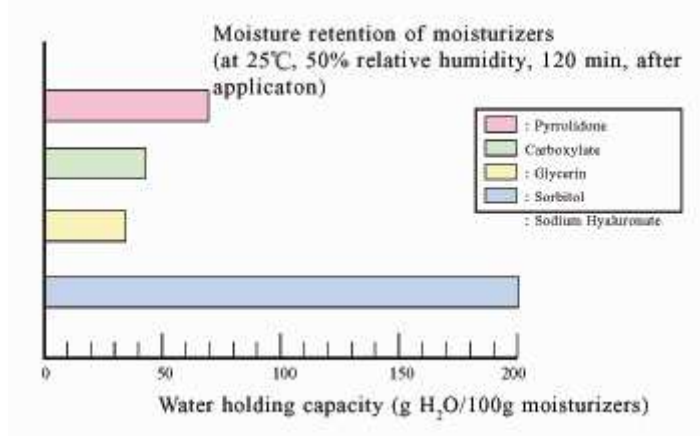 Moisture retention of moisturizers
(at 25℃, 50% relative humidity, 120 min, after
applicaton)
: Pyrrolidone
Carboxylate
: Glycerin
: Sorbitol
: Sodium Hyaluronate
0 50 100 150 200
Water holding capacity (g H₂O/100g moisturizers)